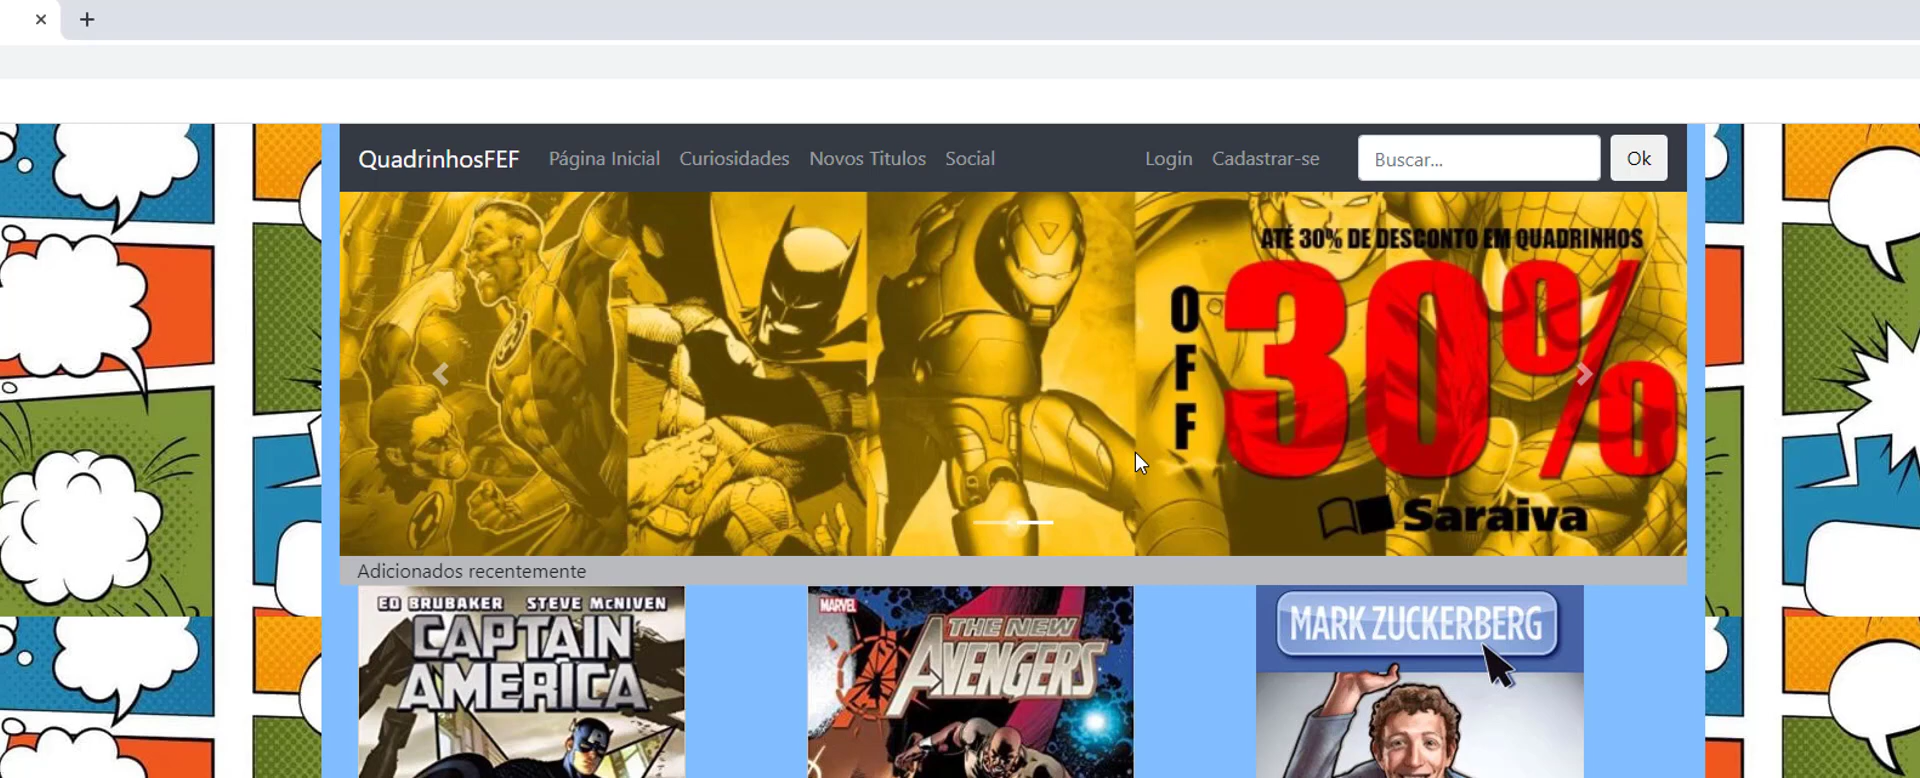 QuadrinhosFEF Página Inicial Curiosidades Novos Titulos Social Login Cadastrar-se Buscar... Ok
ATÉ 30% DE DESCONTO EM QUADRINHOS
OFF
30%
Saraiva
Adicionados recentemente
ED BRUBAKER STEVE McNIVEN
CAPTAIN
AMERICA
MARVEL
THE NEW
AVENGERS
MARK ZUCKERBERG